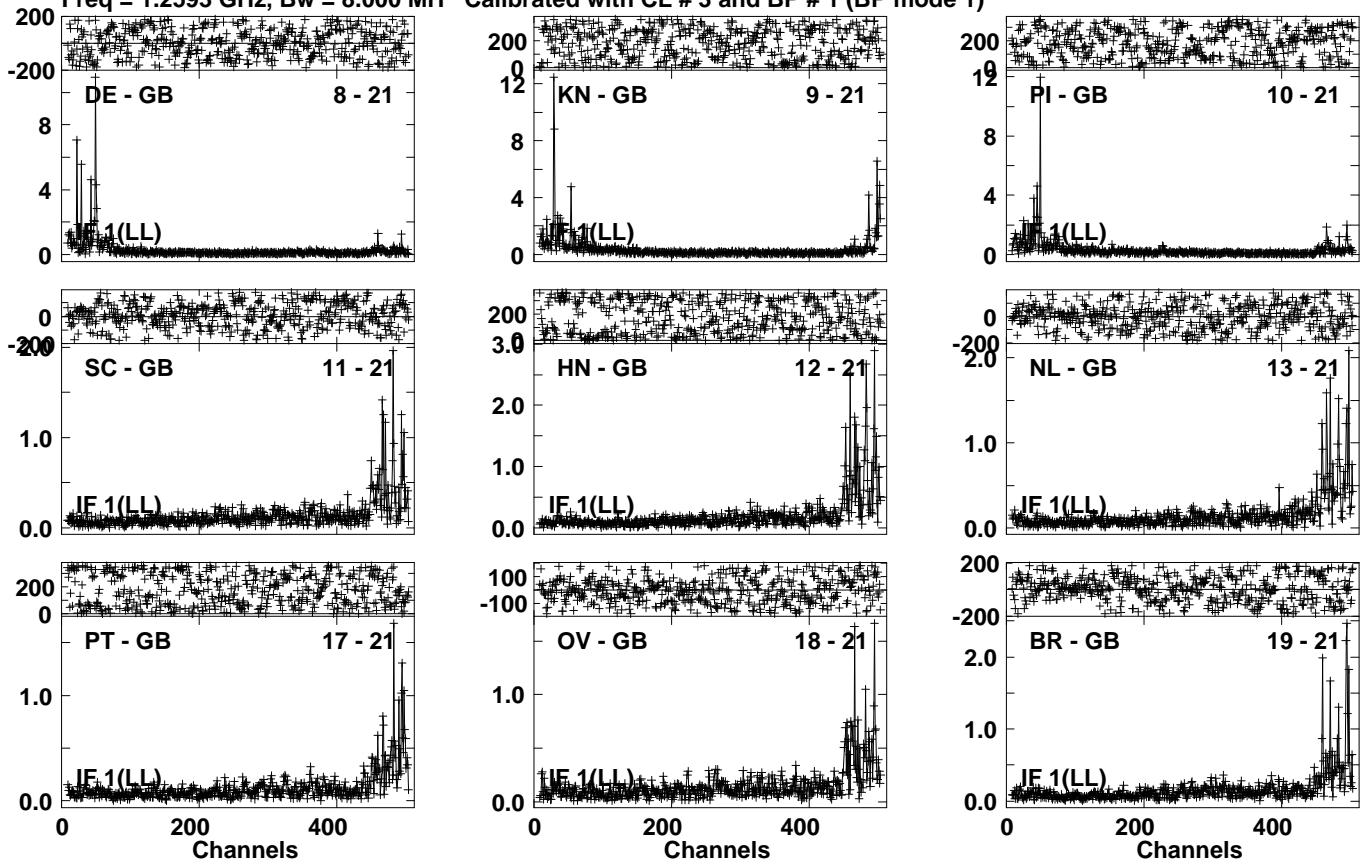 Freq = 1.2593 GHz, Bw = 8.000 MH Calibrated with CL # 3 and BP # 1 (BP mode 1)
200
-200
DE - GB 8 - 21
8
4
0
IF 1(LL)
200
0
KN - GB 9 - 21
12
8
4
0
IF 1(LL)
200
0
PI - GB 10 - 21
12
8
4
0
IF 1(LL)
0
-200
SC - GB 11 - 21
2.0
1.0
0.0
IF 1(LL)
200
0
HN - GB 12 - 21
3.0
2.0
1.0
0.0
IF 1(LL)
0
-200
NL - GB 13 - 21
2.0
1.0
0.0
IF 1(LL)
200
0
PT - GB 17 - 21
1.0
0.0
IF 1(LL)
0 200 400
Channels
100
-100
OV - GB 18 - 21
1.0
0.0
IF 1(LL)
0 200 400
Channels
200
-200
BR - GB 19 - 21
2.0
1.0
0.0
IF 1(LL)
0 200 400
Channels